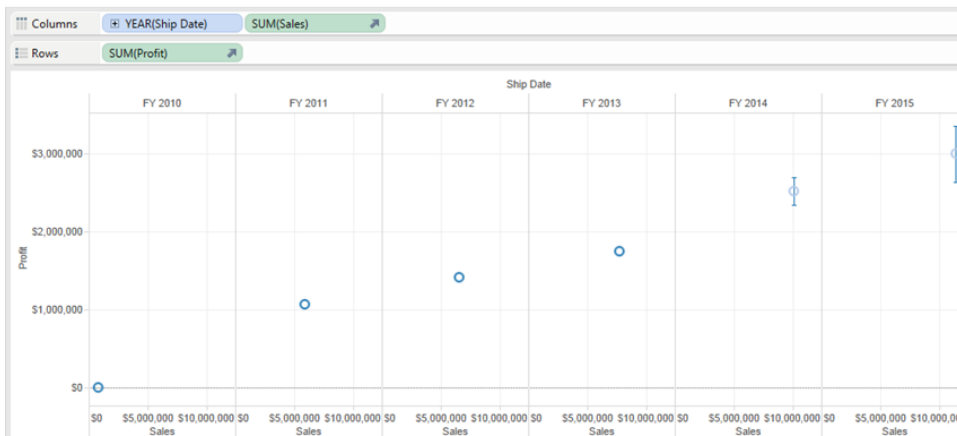 Columns YEAR(Ship Date) SUM(Sales)
Rows SUM(Profit)
Ship Date
FY 2010 FY 2011 FY 2012 FY 2013 FY 2014 FY 2015
$3,000,000
$2,000,000
Profit
$1,000,000
$0
$0 $5,000,000 $10,000,000 $0 $5,000,000 $10,000,000 $0 $5,000,000 $10,000,000 $0 $5,000,000 $10,000,000 $0 $5,000,000 $10,000,000 $0 $5,000,000 $10,000,0
Sales Sales Sales Sales Sales Sales